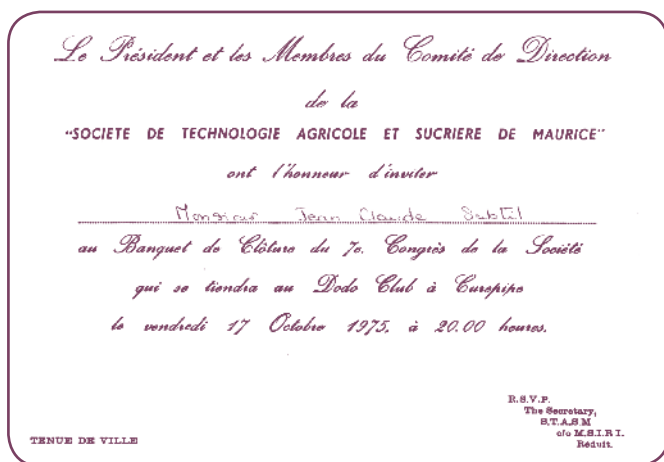 Le Président et les Membres du Comité de Direction
de la
"SOCIETE DE TECHNOLOGIE AGRICOLE ET SUCRIERE DE MAURICE"
ont l'honneur d'inviter
Monsieur Jean Claude
au Banquet de Clôture du 7e. Congrès de la Société
qui se tiendra au Dodo Club à Curepipe
le vendredi 17 Octobre 1975, à 20.00 heures.
R.S.V.P.
The Secretary,
S.T.A.S.M
c/o M.S.I.R.I.
Réduit.
TENUE DE VILLE